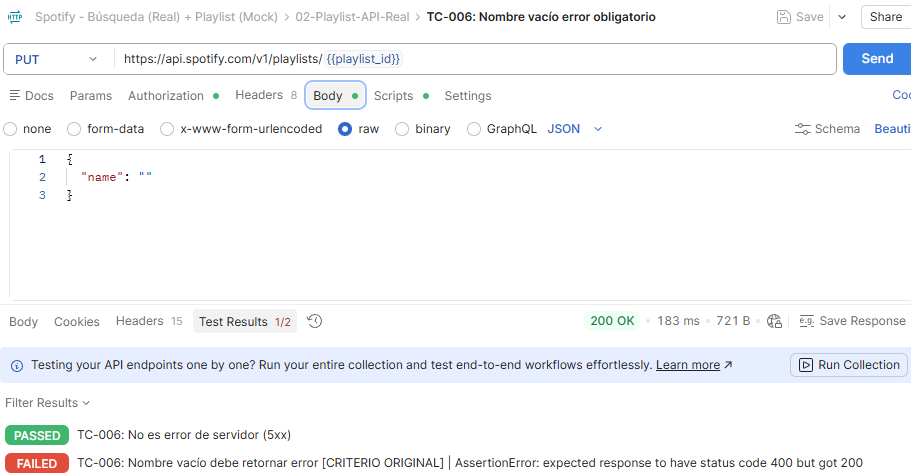 HTTP Spotify - Búsqueda (Real) + Playlist (Mock) > 02-Playlist-API-Real > TC-006: Nombre vacío error obligatorio Save Share
PUT https://api.spotify.com/v1/playlists/ {{playlist_id}} Send
Docs Params Authorization Headers 8 Body Scripts Settings Coo
none form-data x-www-form-urlencoded raw binary GraphQL JSON Schema Beauti
1 {
2 "name": ""
3 }
Body Cookies Headers 15 Test Results 1/2 200 OK • 183 ms • 721 B e.g. Save Response
Testing your API endpoints one by one? Run your entire collection and test end-to-end workflows effortlessly. Learn more ↗ Run Collection
Filter Results
PASSED TC-006: No es error de servidor (5xx)
FAILED TC-006: Nombre vacío debe retornar error [CRITERIO ORIGINAL] | AssertionError: expected response to have status code 400 but got 200